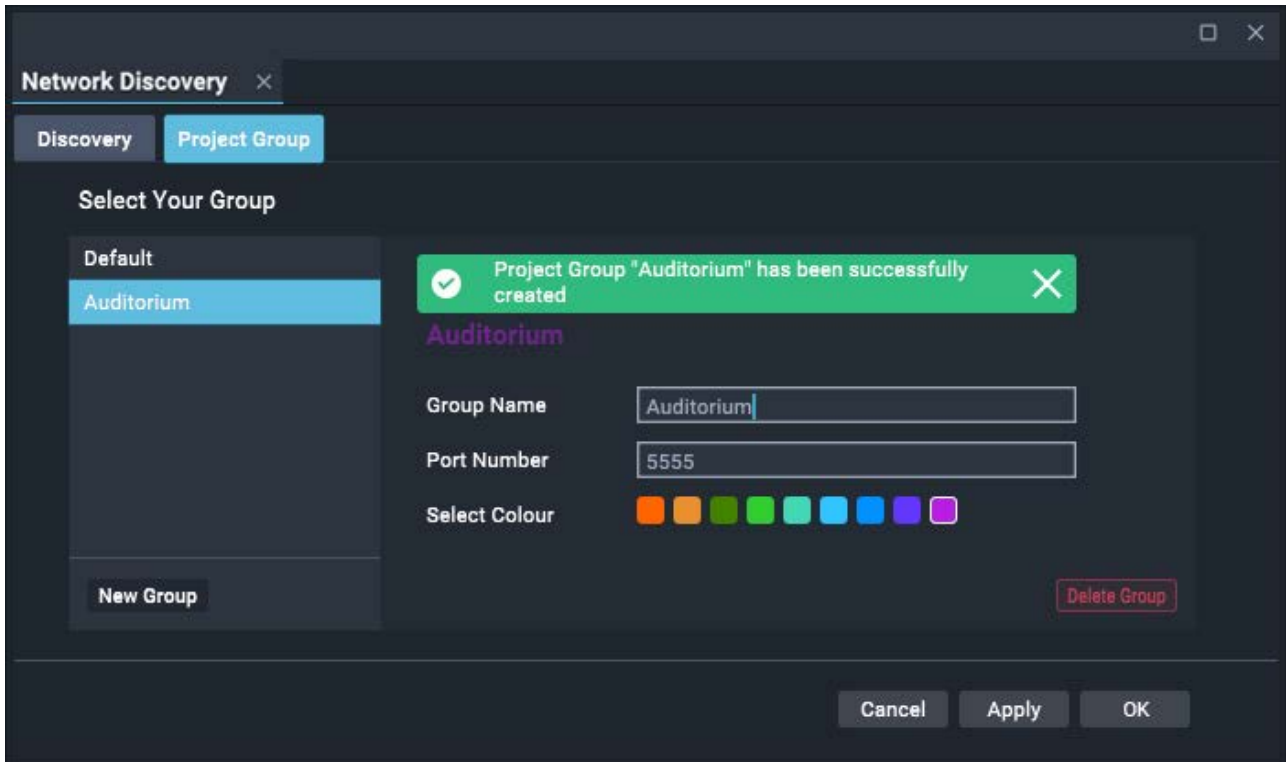 Network Discovery
Discovery
Project Group
Select Your Group
Default
Auditorium
New Group
Project Group "Auditorium" has been successfully
created
Auditorium
Group Name
Auditorium
Port Number
5555
Select Colour
Delete Group
Cancel
Apply
OK